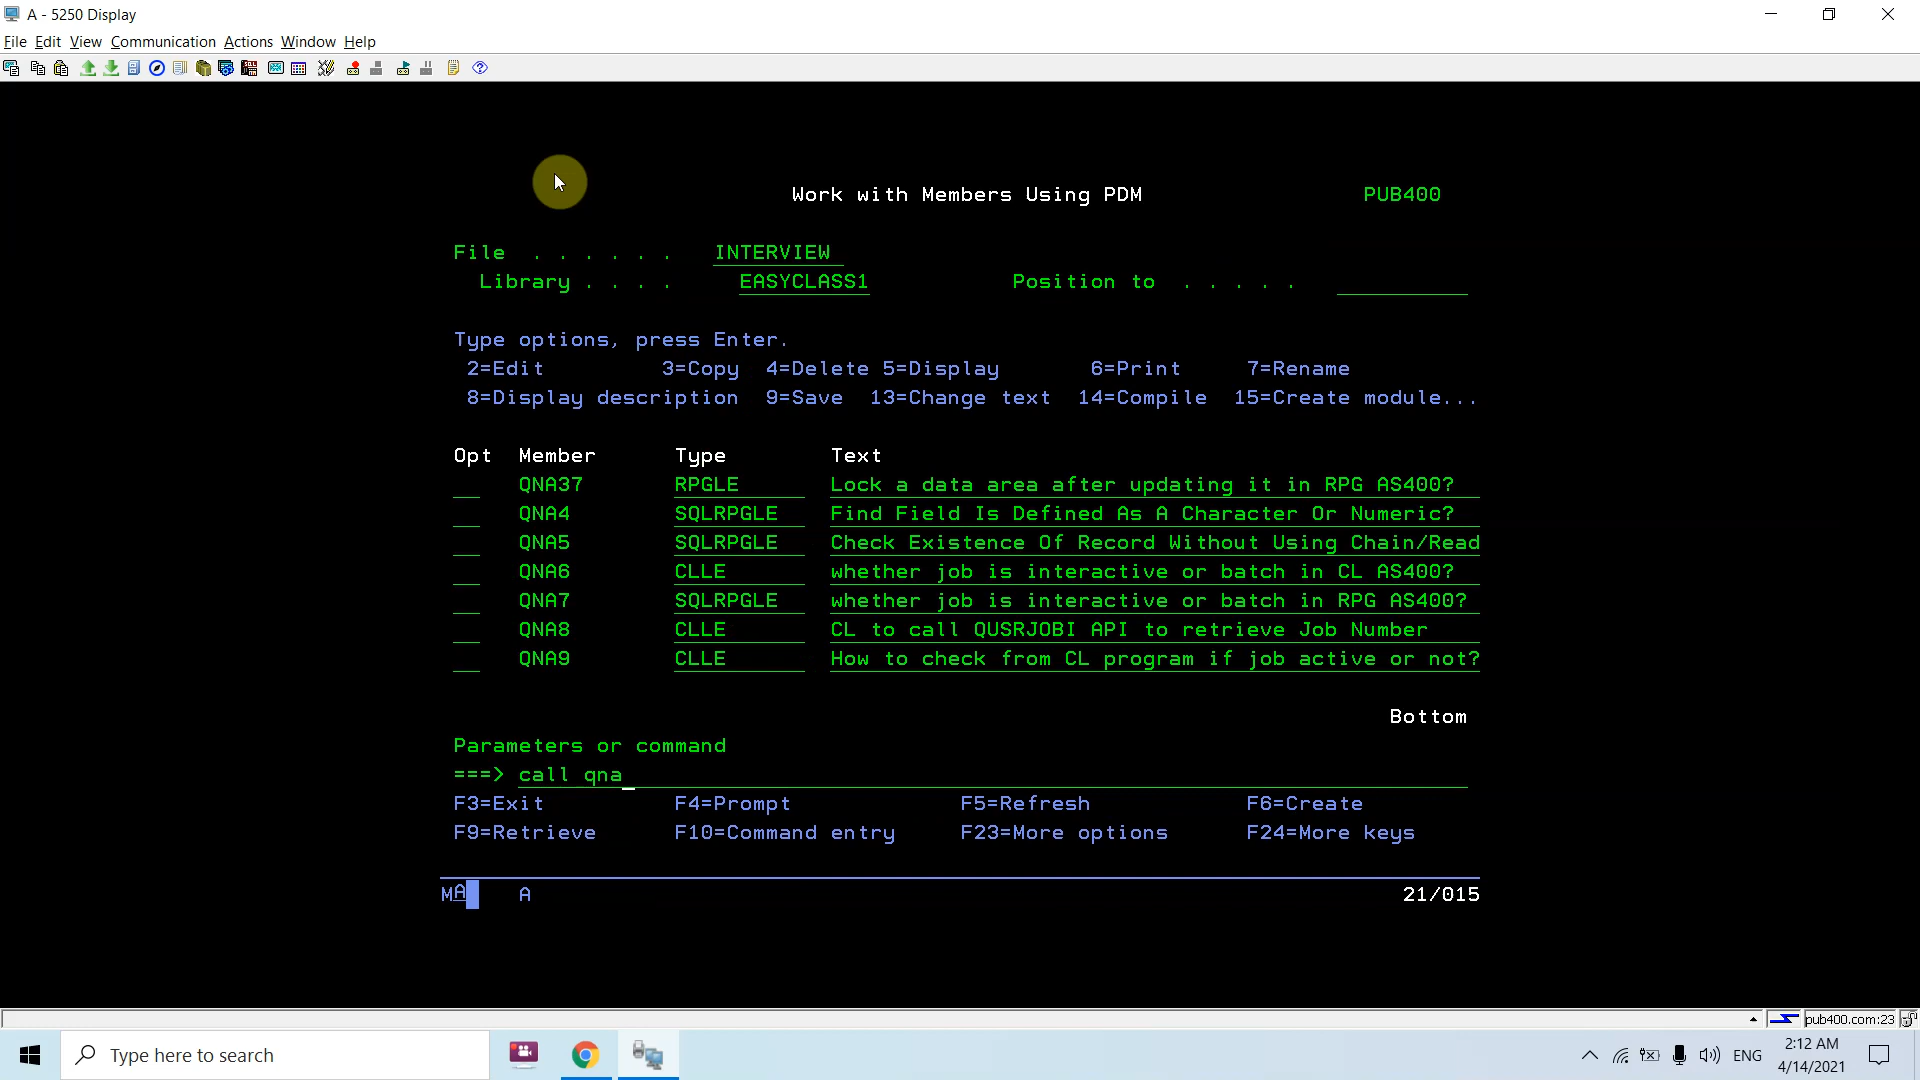 A - 5250 Display
File Edit View Communication Actions Window Help
Work with Members Using PDM PUB400
File . . . . . . INTERVIEW
Library . . . . EASYCLASS1 Position to . . . . .
Type options, press Enter.
2=Edit 3=Copy 4=Delete 5=Display 6=Print 7=Rename
8=Display description 9=Save 13=Change text 14=Compile 15=Create module...
Opt Member Type Text
QNA37 RPGLE Lock a data area after updating it in RPG AS400?
QNA4 SQLRPGLE Find Field Is Defined As A Character Or Numeric?
QNA5 SQLRPGLE Check Existence Of Record Without Using Chain/Read
QNA6 CLLE whether job is interactive or batch in CL AS400?
QNA7 SQLRPGLE whether job is interactive or batch in RPG AS400?
QNA8 CLLE CL to call QUSRJOBI API to retrieve Job Number
QNA9 CLLE How to check from CL program if job active or not?
Bottom
Parameters or command
===> call qna
F3=Exit F4=Prompt F5=Refresh F6=Create
F9=Retrieve F10=Command entry F23=More options F24=More keys
MA A 21/015
pub400.com:23
Type here to search
ENG
2:12 AM
4/14/2021